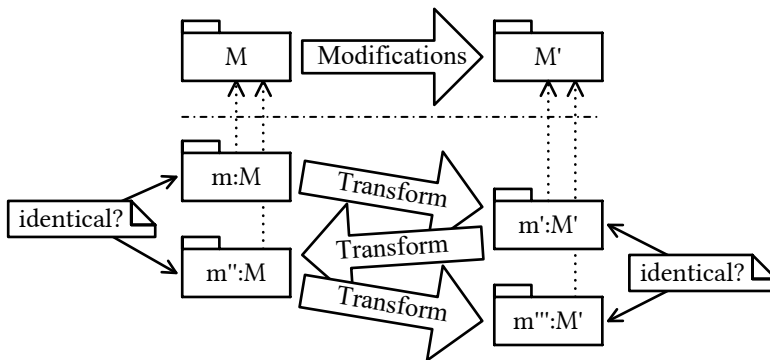 M
Modifications
M'
m:M
Transform
identical?
m':M'
Transform
m'':M
identical?
Transform
m''':M'